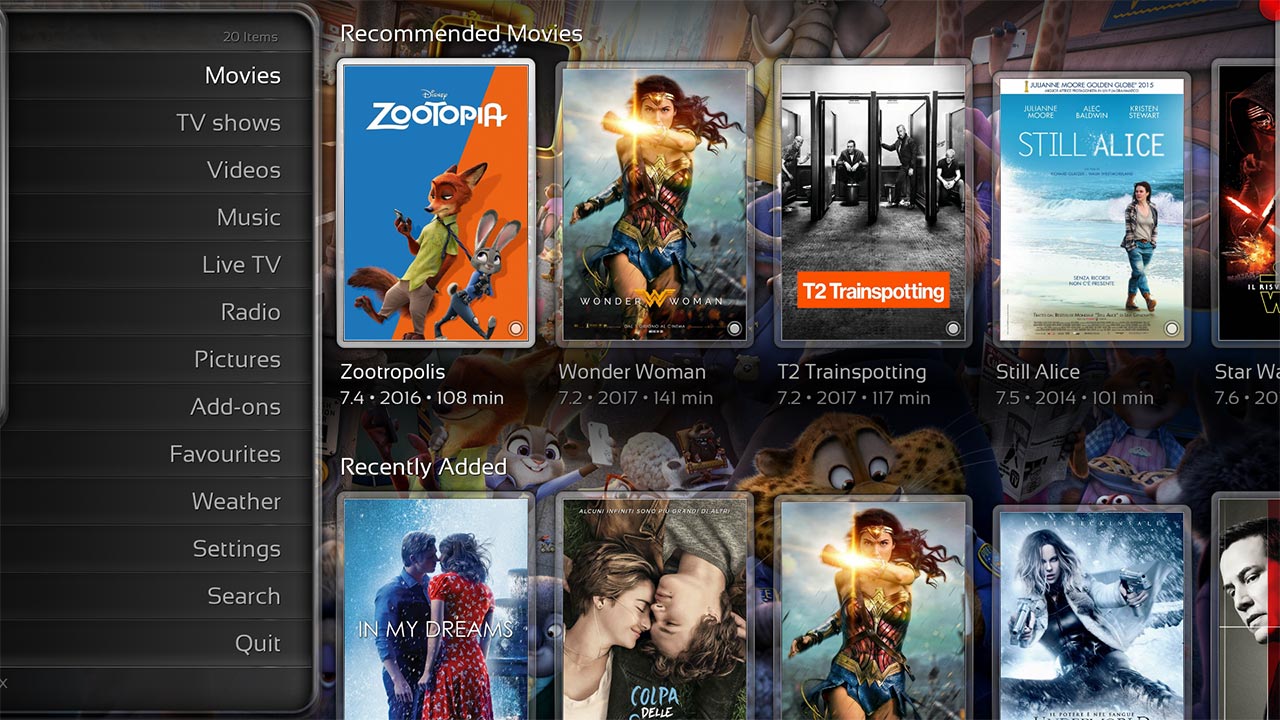 20 Items
Movies
TV shows
Videos
Music
Live TV
Radio
Pictures
Add-ons
Favourites
Weather
Settings
Search
Quit
x
Recommended Movies
Disney
ZOOTOPIA
WONDER WOMAN
T2 Trainspotting
JULIANNE MOORE GOLDEN GLOBE® 2015
JULIANNE MOORE
ALEC BALDWIN
KRISTEN STEWART
STILL ALICE
SENZA RICORDI
NON C'È PRESENTE
Zootropolis
7.4 • 2016 • 108 min
Wonder Woman
7.2 • 2017 • 141 min
T2 Trainspotting
7.2 • 2017 • 117 min
Still Alice
7.5 • 2014 • 101 min
Star Wa
7.6 • 20
Recently Added
IN MY DREAMS
ALCUNI INFINITI SONO PIÙ GRANDI DI ALTRI
COLPA
DELLE
IL POTERE È NEL SANGUE